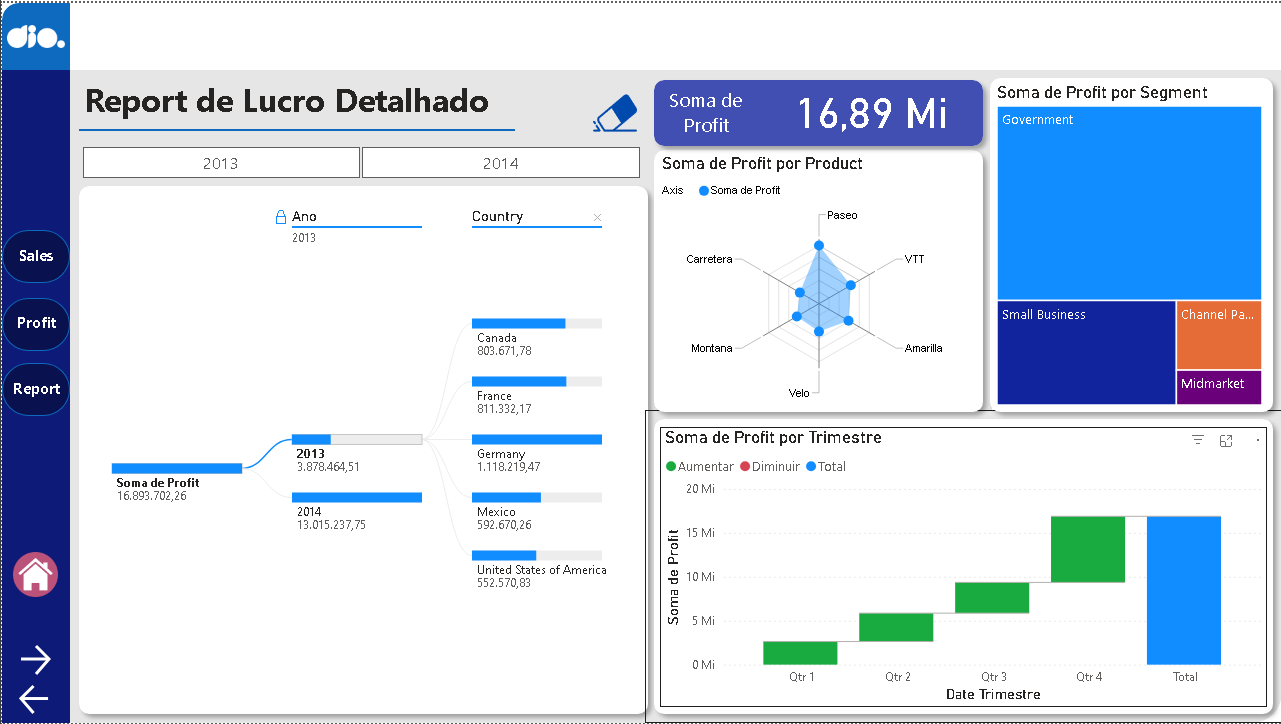 dio.
Report de Lucro Detalhado
2013
2014
Sales
Profit
Report
Ano
2013
Country
Soma de Profit
16.893.702,26
2013
3.878.464,51
2014
13.015.237,75
Canada
803.671,78
France
811.332,17
Germany
1.118.219,47
Mexico
592.670,26
United States of America
552.570,83
Soma de
Profit
16,89 Mi
Soma de Profit por Product
Axis
Soma de Profit
Paseo
VTT
Amarilla
Velo
Montana
Carretera
Soma de Profit por Segment
Government
Small Business
Channel Pa...
Midmarket
Soma de Profit por Trimestre
Aumentar Diminuir Total
20 Mi
15 Mi
10 Mi
5 Mi
0 Mi
Soma de Profit
Qtr 1
Qtr 2
Qtr 3
Qtr 4
Total
Date Trimestre